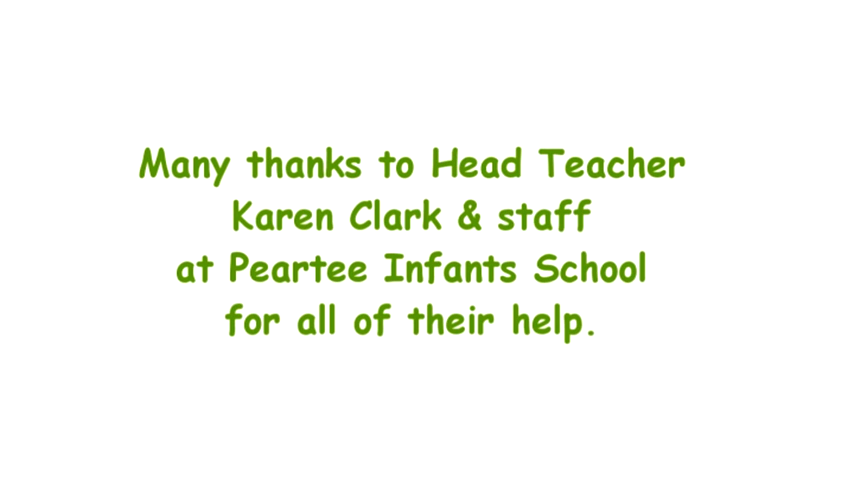 Many thanks to Head Teacher
Karen Clark & staff
at Peartee Infants School
for all of their help.